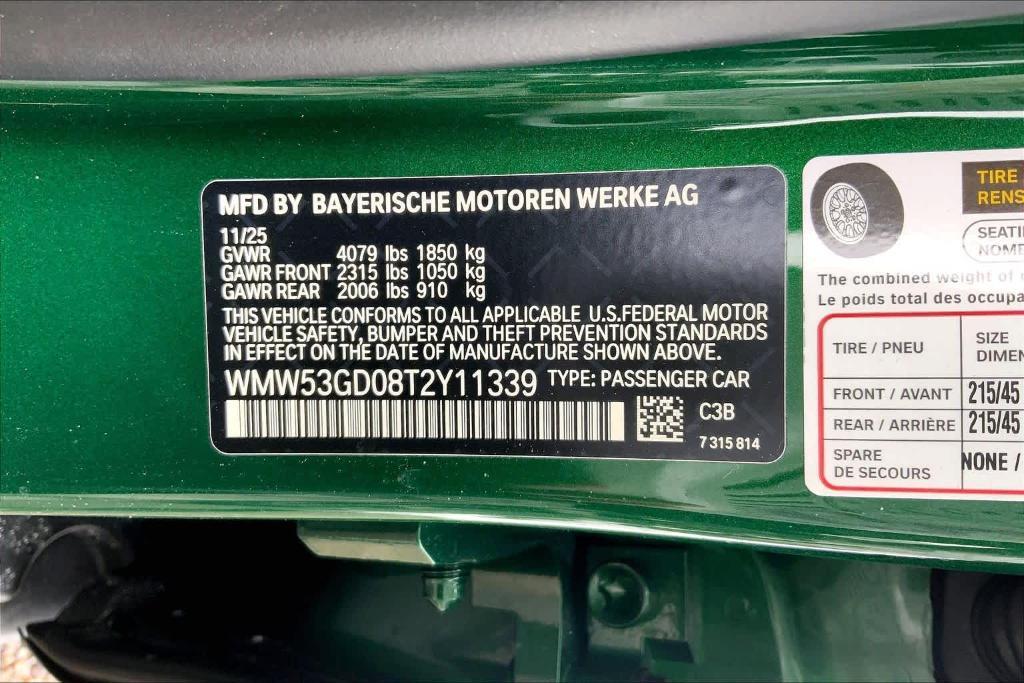 MFD BY BAYERISCHE MOTOREN WERKE AG
11/25
GVWR 4079 lbs 1850 kg
GAWR FRONT 2315 lbs 1050 kg
GAWR REAR 2006 lbs 910 kg
THIS VEHICLE CONFORMS TO ALL APPLICABLE U.S.FEDERAL MOTOR
VEHICLE SAFETY, BUMPER AND THEFT PREVENTION STANDARDS
IN EFFECT ON THE DATE OF MANUFACTURE SHOWN ABOVE.
WMW53GD08T2Y11339 TYPE: PASSENGER CAR
C3B
7 315 814
TIRE
RENS
SEATI
NOME
The combined weight of
Le poids total des occupa
TIRE / PNEU
SIZE
DIMEN
FRONT / AVANT 215/45
REAR / ARRIÈRE 215/45
SPARE
DE SECOURS
NONE /